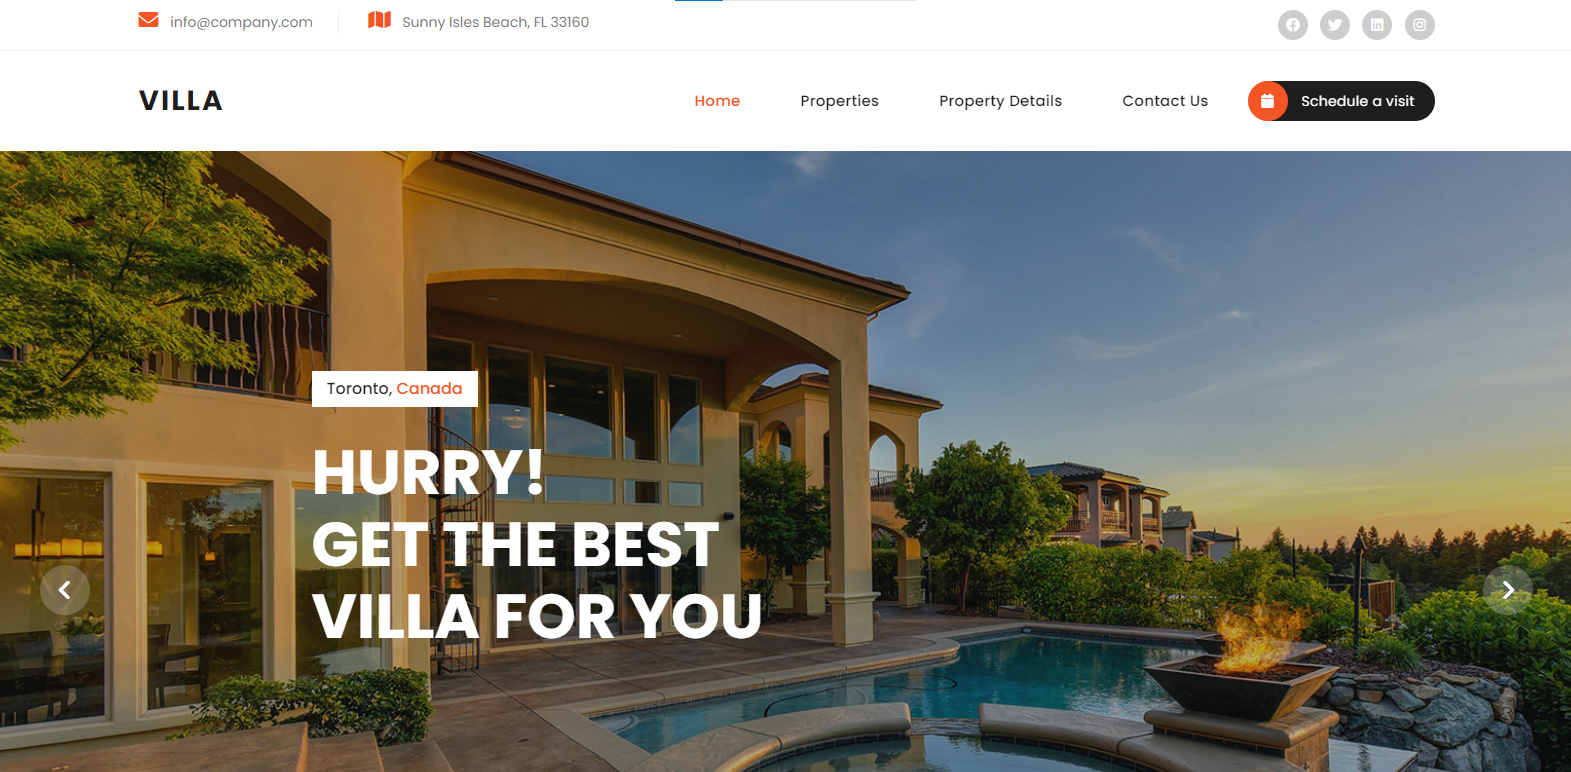 info@company.com
Sunny Isles Beach, FL 33160
VILLA
Home
Properties
Property Details
Contact Us
Schedule a visit
Toronto, Canada
HURRY!
GET THE BEST
VILLA FOR YOU